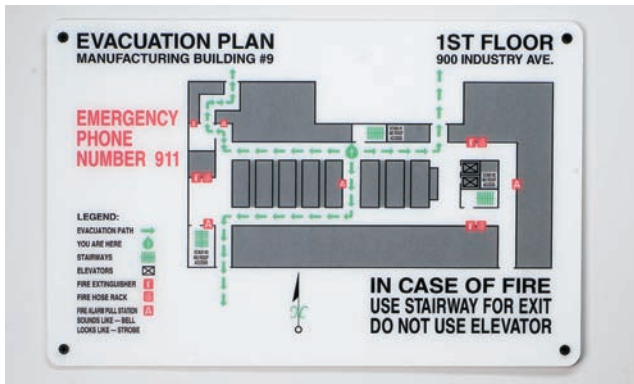 EVACUATION PLAN
MANUFACTURING BUILDING #9
1ST FLOOR
900 INDUSTRY AVE.
EMERGENCY
PHONE
NUMBER 911
LEGEND:
EVACUATION PATH
YOU ARE HERE
STAIRWAYS
ELEVATORS
FIRE EXTINGUISHER
FIRE HOSE RACK
FIRE ALARM PULL STATION
SOUNDS LIKE — BELL
LOOKS LIKE — STROBE
IN CASE OF FIRE
USE STAIRWAY FOR EXIT
DO NOT USE ELEVATOR